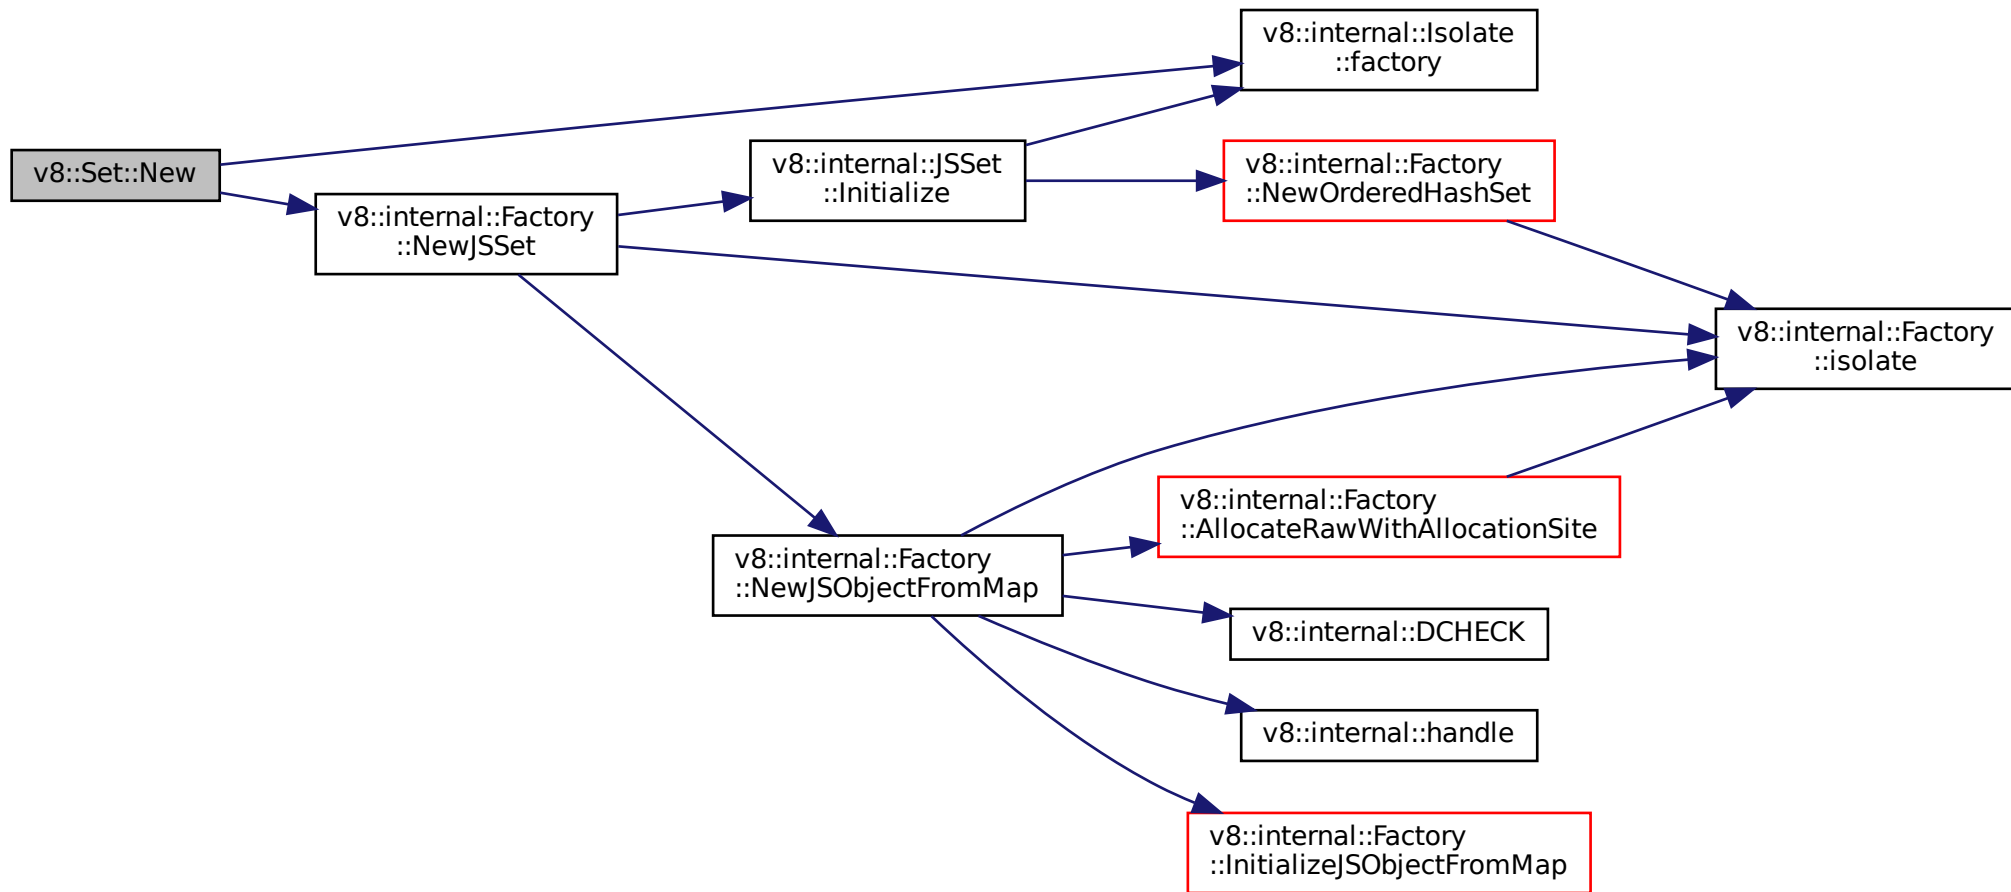 v8::Set::New
v8::internal::Factory
::NewJSSet
v8::internal::JSSet
::Initialize
v8::internal::Isolate
::factory
v8::internal::Factory
::NewOrderedHashSet
v8::internal::Factory
::isolate
v8::internal::Factory
::NewJSObjectFromMap
v8::internal::Factory
::AllocateRawWithAllocationSite
v8::internal::DCHECK
v8::internal::handle
v8::internal::Factory
::InitializeJSObjectFromMap